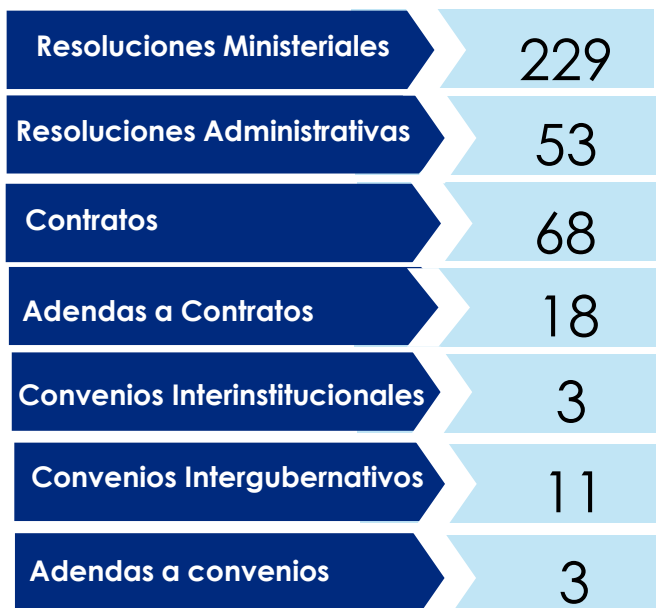 Resoluciones Ministeriales 229
Resoluciones Administrativas 53
Contratos 68
Adendas a Contratos 18
Convenios Interinstitucionales 3
Convenios Intergubernativos 11
Adendas a convenios 3